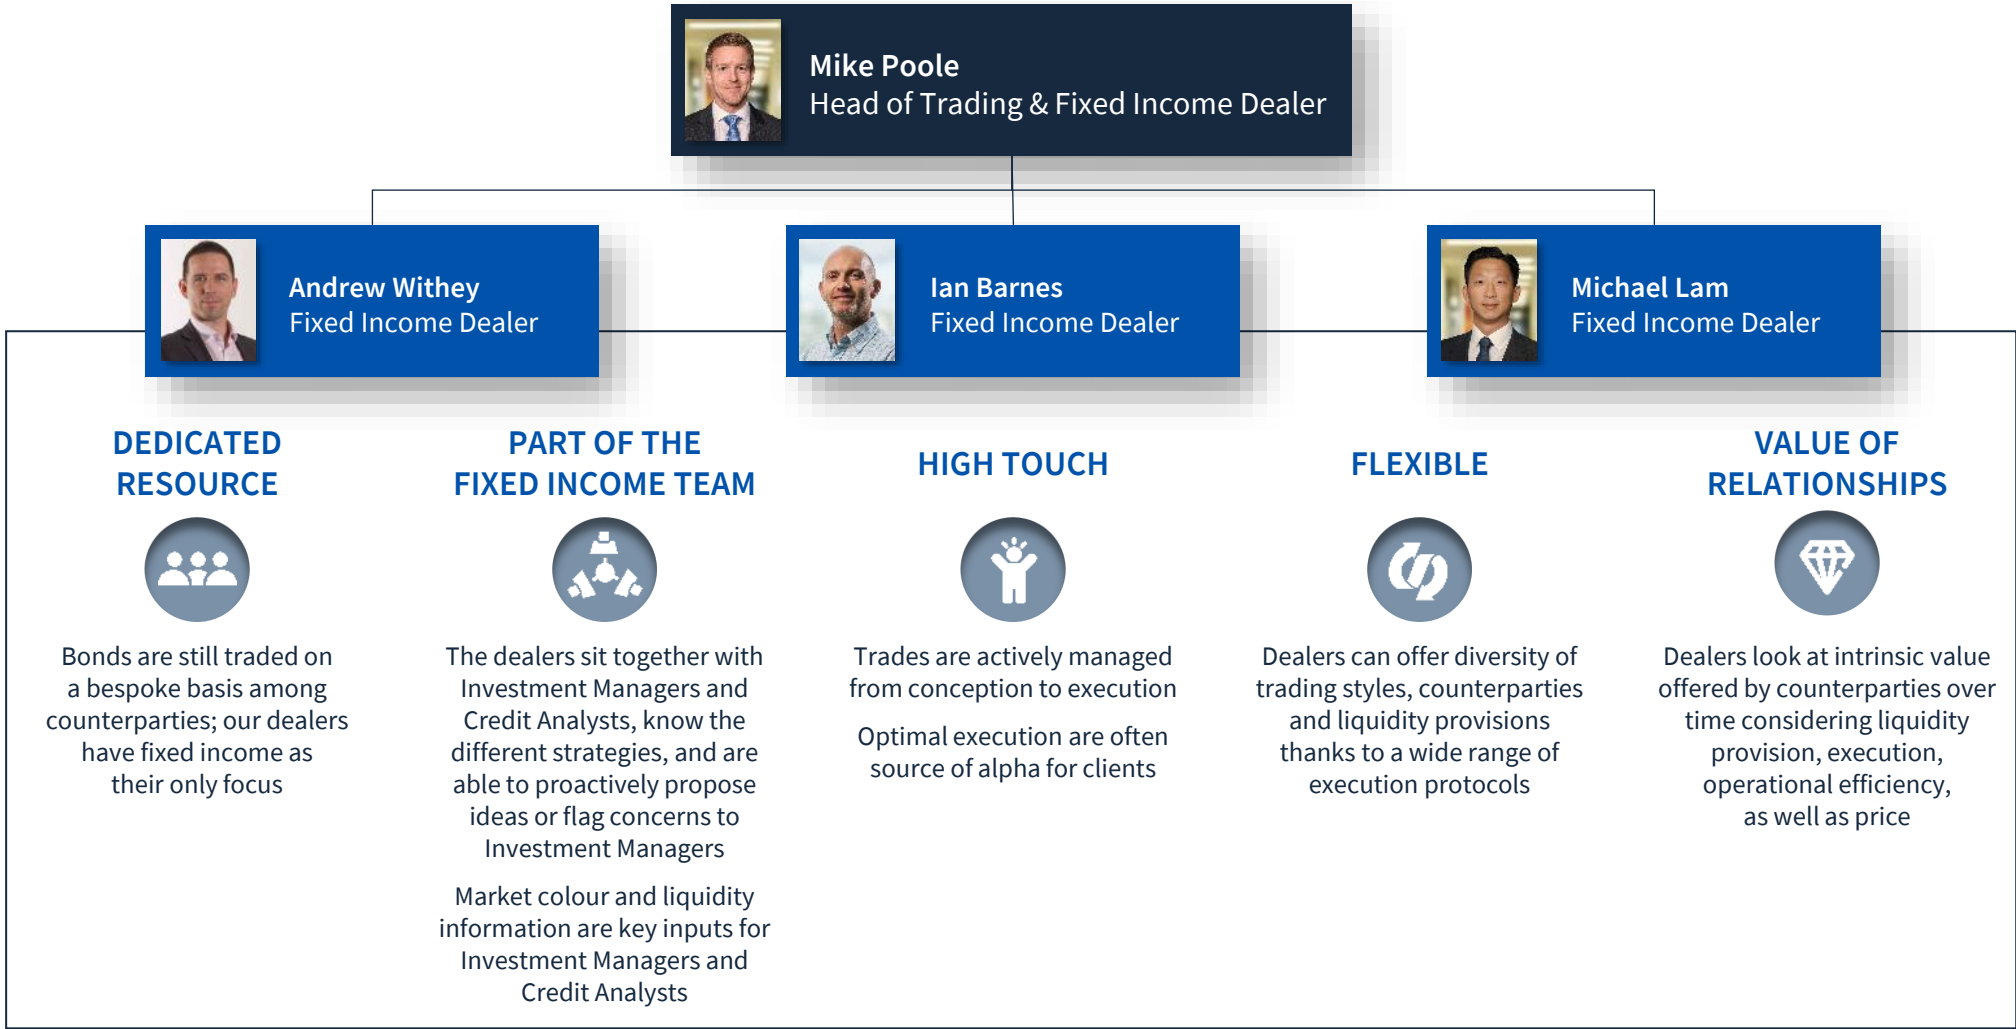 Mike Poole
Head of Trading & Fixed Income Dealer
Andrew Withey
Fixed Income Dealer
Ian Barnes
Fixed Income Dealer
Michael Lam
Fixed Income Dealer
DEDICATED
RESOURCE
Bonds are still traded on
a bespoke basis among
counterparties; our dealers
have fixed income as
their only focus
PART OF THE
FIXED INCOME TEAM
The dealers sit together with
Investment Managers and
Credit Analysts, know the
different strategies, and are
able to proactively propose
ideas or flag concerns to
Investment Managers
Market colour and liquidity
information are key inputs for
Investment Managers and
Credit Analysts
HIGH TOUCH
Trades are actively managed
from conception to execution
Optimal execution are often
source of alpha for clients
FLEXIBLE
Dealers can offer diversity of
trading styles, counterparties
and liquidity provisions
thanks to a wide range of
execution protocols
VALUE OF
RELATIONSHIPS
Dealers look at intrinsic value
offered by counterparties over
time considering liquidity
provision, execution,
operational efficiency,
as well as price